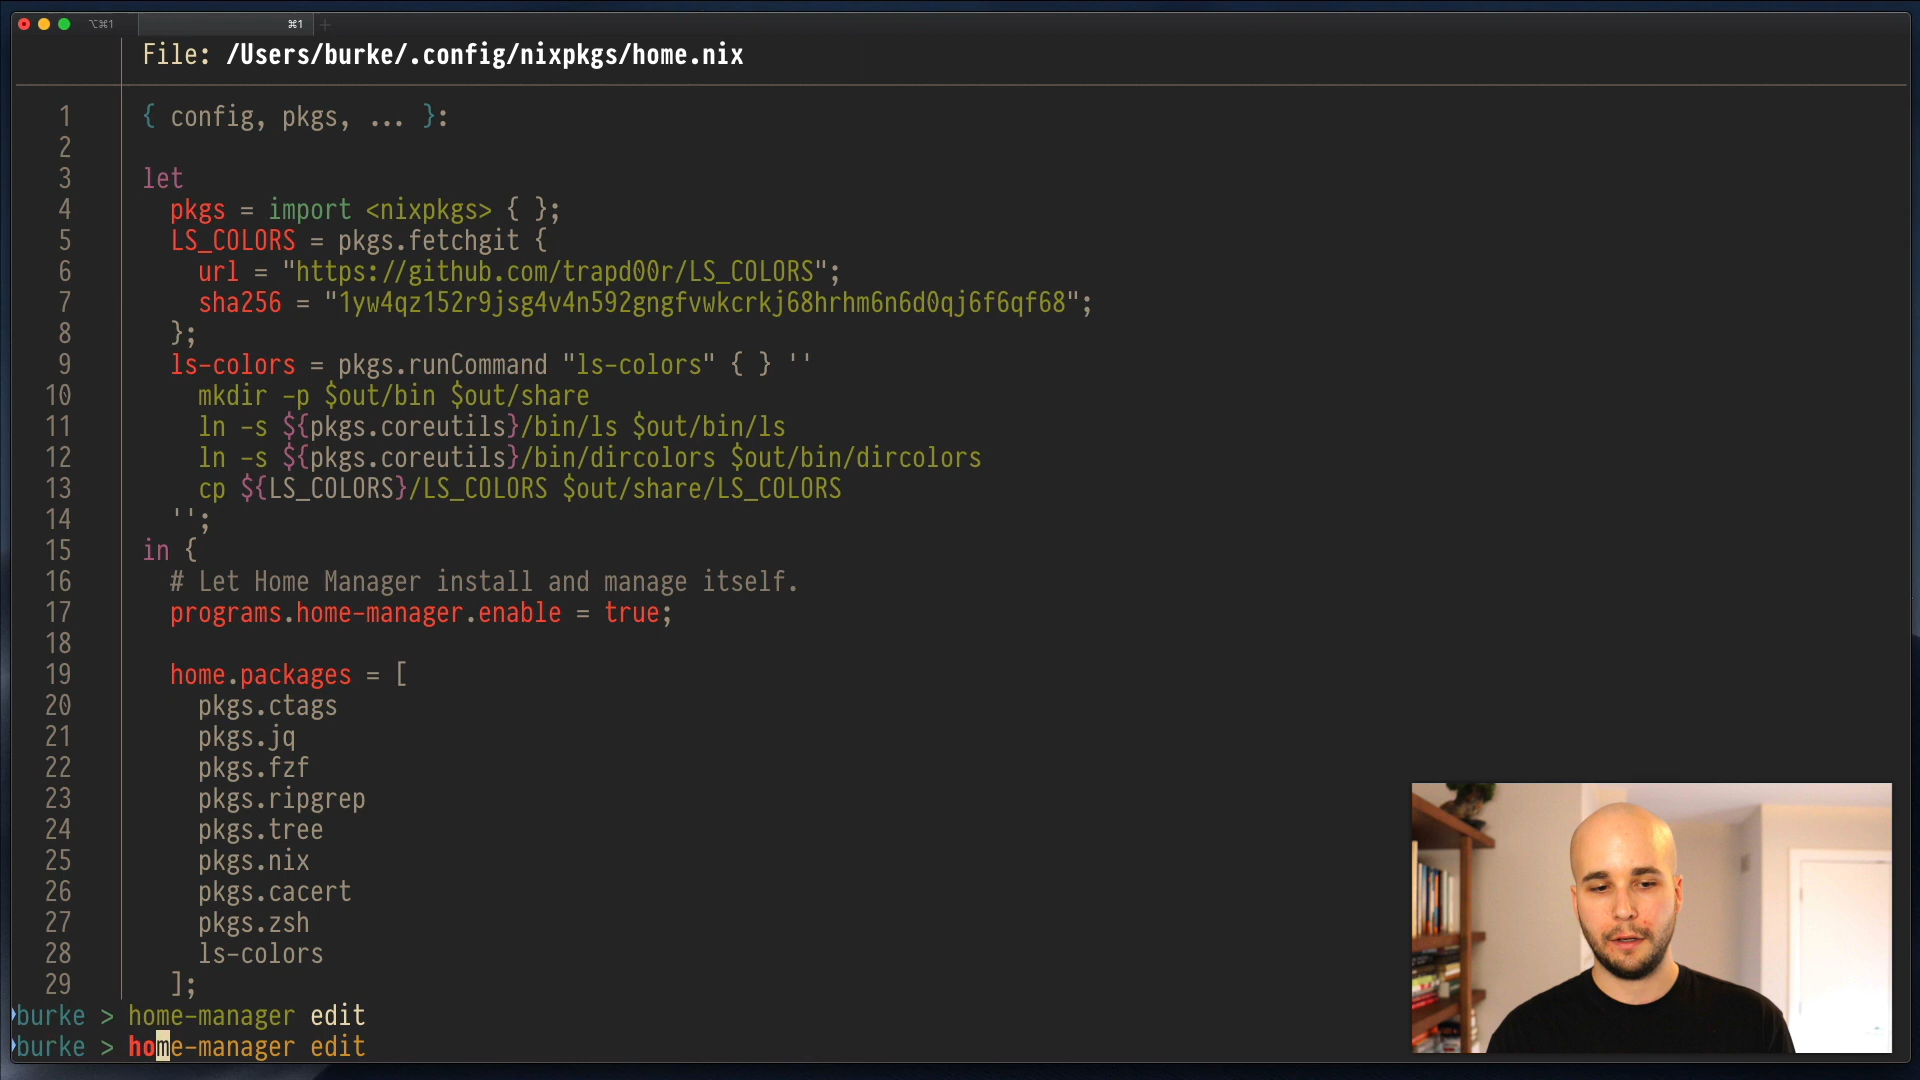 ⌥⌘1 ⌘1 +
File: /Users/burke/.config/nixpkgs/home.nix
1 { config, pkgs, ... }:
2
3 let
4 pkgs = import <nixpkgs> { };
5 LS_COLORS = pkgs.fetchgit {
6 url = "https://github.com/trapd00r/LS_COLORS";
7 sha256 = "1yw4qz152r9jsg4v4n592gngfvwkcrkj68hrhm6n6d0qj6f6qf68";
8 };
9 ls-colors = pkgs.runCommand "ls-colors" { } ''
10 mkdir -p $out/bin $out/share
11 ln -s ${pkgs.coreutils}/bin/ls $out/bin/ls
12 ln -s ${pkgs.coreutils}/bin/dircolors $out/bin/dircolors
13 cp ${LS_COLORS}/LS_COLORS $out/share/LS_COLORS
14 '';
15 in {
16 # Let Home Manager install and manage itself.
17 programs.home-manager.enable = true;
18
19 home.packages = [
20 pkgs.ctags
21 pkgs.jq
22 pkgs.fzf
23 pkgs.ripgrep
24 pkgs.tree
25 pkgs.nix
26 pkgs.cacert
27 pkgs.zsh
28 ls-colors
29 ];
burke > home-manager edit
burke > home-manager edit